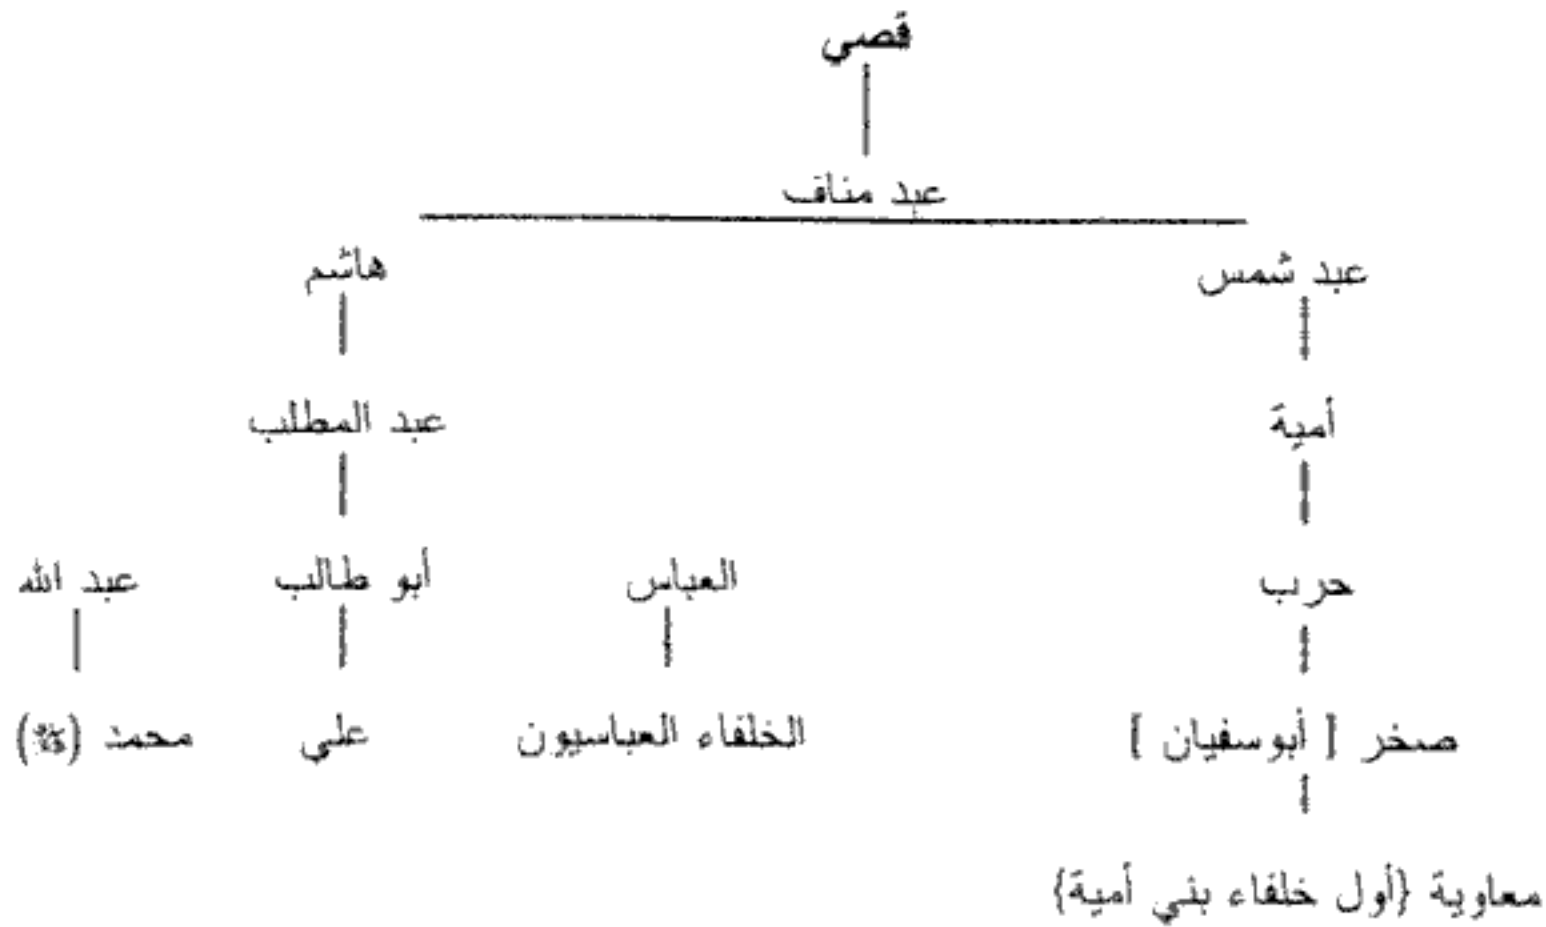 قصي
عبد مناف
عبد شمس هاشم
أمية عبد المطلب
حرب العباس أبو طالب عبد الله
صخر [ أبوسفيان ] الخلفاء العباسيون علي محمد (ﷺ)
معاوية {أول خلفاء بني أمية}